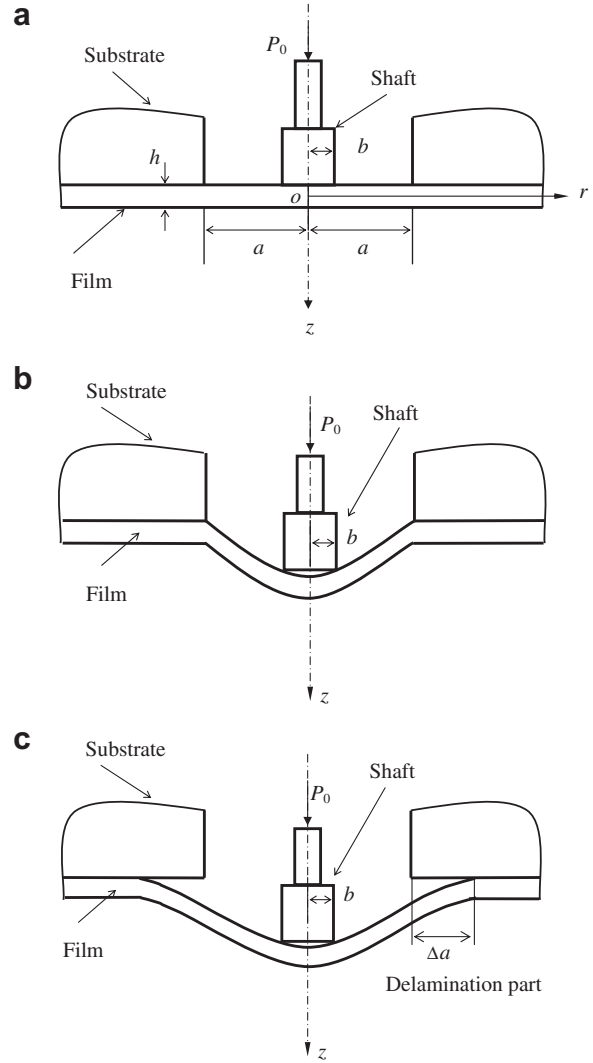 a
P0
Substrate
Shaft
h
b
o
r
a
a
Film
z
b
Substrate
P0
Shaft
b
Film
z
c
Substrate
Shaft
P0
b
Film
Δa
Delamination part
z